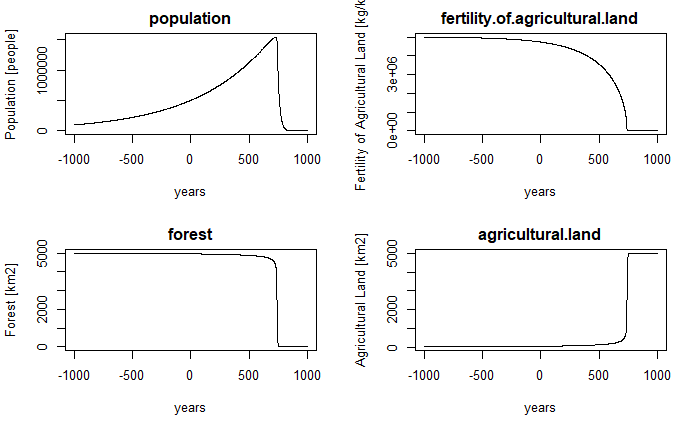 population
Population [people]
0
1000000
-1000
-500
0
500
1000
years
fertility.of.agricultural.land
Fertility of Agricultural Land [kg/k
0e+00
3e+06
-1000
0
500
1000
years
forest
Forest [km2]
0
2000
5000
-1000
-500
0
500
1000
years
agricultural.land
Agricultural Land [km2]
0
2000
5000
-1000
0
500
1000
years